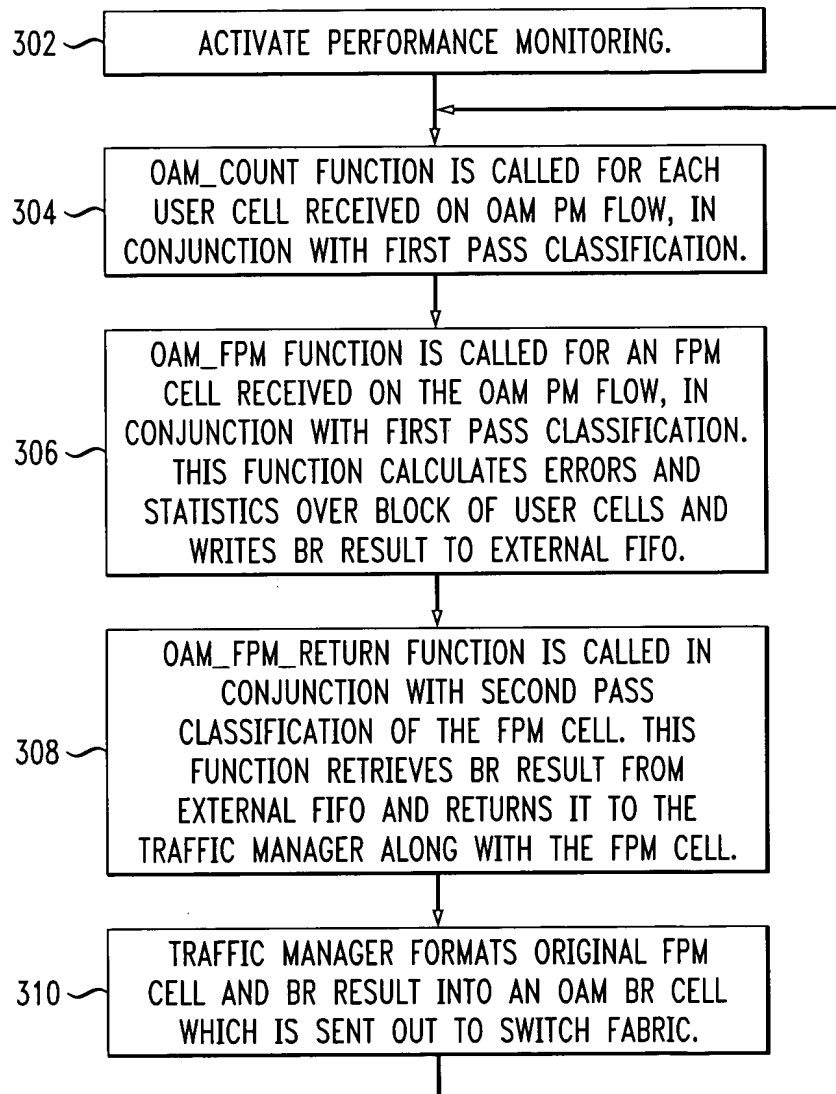 302
ACTIVATE PERFORMANCE MONITORING.
304
OAM_COUNT FUNCTION IS CALLED FOR EACH
USER CELL RECEIVED ON OAM PM FLOW, IN
CONJUNCTION WITH FIRST PASS CLASSIFICATION.
306
OAM_FPM FUNCTION IS CALLED FOR AN FPM
CELL RECEIVED ON THE OAM PM FLOW, IN
CONJUNCTION WITH FIRST PASS CLASSIFICATION.
THIS FUNCTION CALCULATES ERRORS AND
STATISTICS OVER BLOCK OF USER CELLS AND
WRITES BR RESULT TO EXTERNAL FIFO.
308
OAM_FPM_RETURN FUNCTION IS CALLED IN
CONJUNCTION WITH SECOND PASS
CLASSIFICATION OF THE FPM CELL. THIS
FUNCTION RETRIEVES BR RESULT FROM
EXTERNAL FIFO AND RETURNS IT TO THE
TRAFFIC MANAGER ALONG WITH THE FPM CELL.
310
TRAFFIC MANAGER FORMATS ORIGINAL FPM
CELL AND BR RESULT INTO AN OAM BR CELL
WHICH IS SENT OUT TO SWITCH FABRIC.